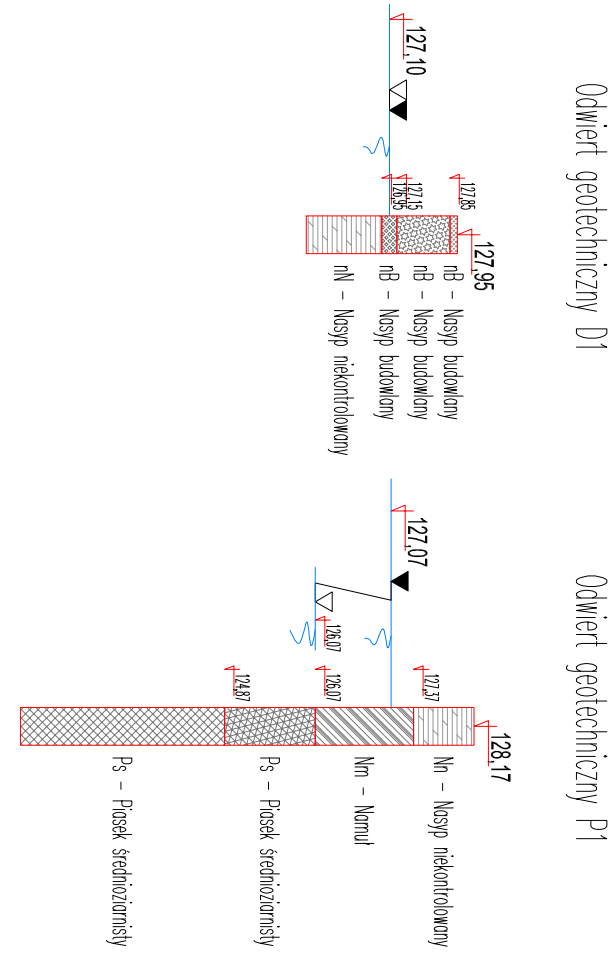 Odwiert geotechniczny D1
127,95
127,85
127,15
126,95
127,10
nB - Nasyp budowlany
nB - Nasyp budowlany
nB - Nasyp budowlany
nN - Nasyp niekontrolowany
Odwiert geotechniczny P1
128,17
127,37
127,07
126,07
126,07
124,87
Nn - Nasyp niekontrolowany
Nm - Namuł
Ps - Piasek średnioziarnisty
Ps - Piasek średnioziarnisty